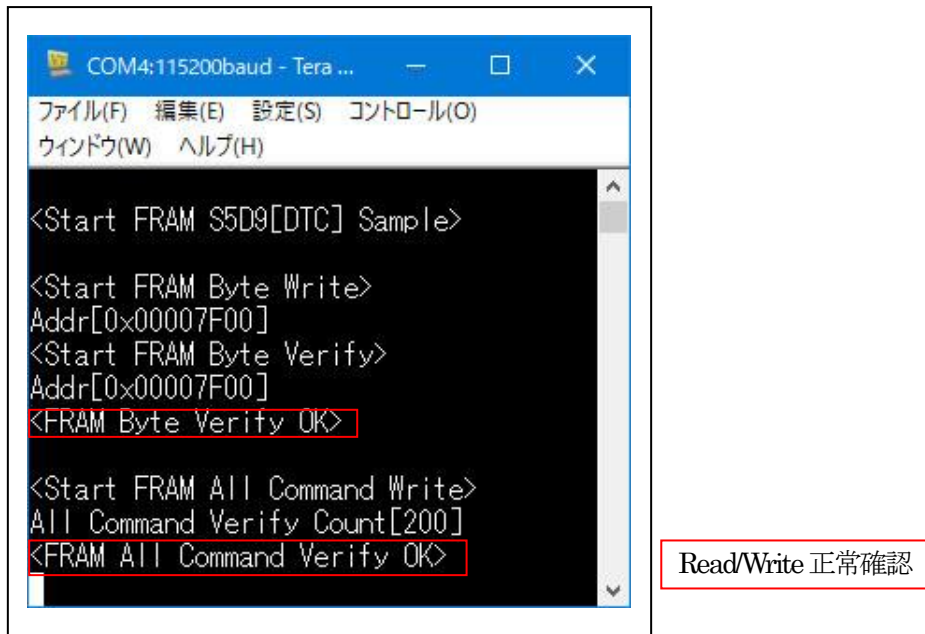 COM4:115200baud - Tera ...
ファイル(F) 編集(E) 設定(S) コントロール(O)
ウィンドウ(W) ヘルプ(H)
<Start FRAM S5D9[DTC] Sample>
<Start FRAM Byte Write>
Addr[0x00007F00]
<Start FRAM Byte Verify>
Addr[0x00007F00]
<FRAM Byte Verify OK>
<Start FRAM All Command Write>
All Command Verify Count[200]
<FRAM All Command Verify OK>
Read/Write 正常確認